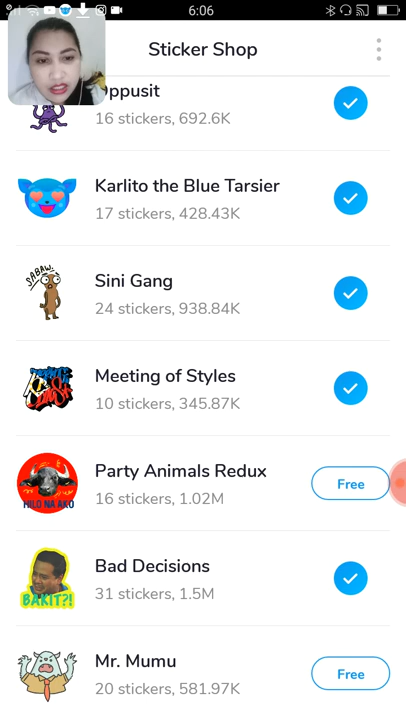 6:06
Sticker Shop
Oppusit
16 stickers, 692.6K
Karlito the Blue Tarsier
17 stickers, 428.43K
SABAW..
Sini Gang
24 stickers, 938.84K
Meeting of Styles
10 stickers, 345.87K
Party Animals Redux
16 stickers, 1.02M
Free
HILO NA AKO
Bad Decisions
31 stickers, 1.5M
BAKIT?!
Mr. Mumu
20 stickers, 581.97K
Free